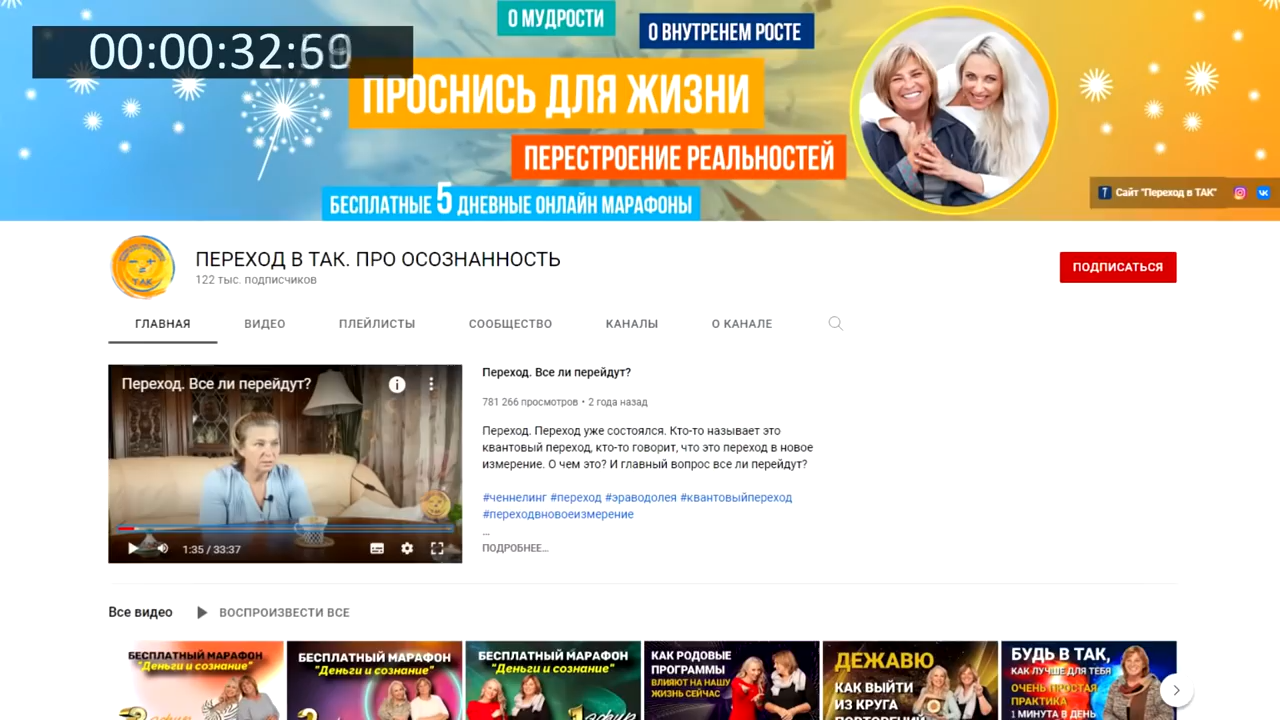 О МУДРОСТИ
О ВНУТРЕНЕМ РОСТЕ
00:00:32:
ПРОСНИСЬ ДЛЯ ЖИЗНИ
ПЕРЕСТРОЕНИЕ РЕАЛЬНОСТЕЙ
БЕСПЛАТНЫЕ 5 ДНЕВНЫЕ ОНЛАЙН МАРАФОНЫ
Сайт "Переход в ТАК"
ПЕРЕХОД В ТАК. ПРО ОСОЗНАННОСТЬ
122 тыс. подписчиков
ПОДПИСАТЬСЯ
ТАК
ГЛАВНАЯ ВИДЕО ПЛЕЙЛИСТЫ СООБЩЕСТВО КАНАЛЫ О КАНАЛЕ
Переход. Все ли перейдут?
1:35 / 33:37
Переход. Все ли перейдут?
781 266 просмотров • 2 года назад
Переход. Переход уже состоялся. Кто-то называет это
квантовый переход, кто-то говорит, что это переход в новое
измерение. О чем это? И главный вопрос все ли перейдут?
#ченнелинг #переход #эраводолея #квантовыйпереход
#переходвновоеизмерение
...
ПОДРОБНЕЕ...
Все видео ВОСПРОИЗВЕСТИ ВСЕ
БЕСПЛАТНЫЙ МАРАФОН
"Деньги и сознание"
БЕСПЛАТНЫЙ МАРАФОН
"Деньги и сознание"
БЕСПЛАТНЫЙ МАРАФОН
"Деньги и сознание"
1 эфир
КАК РОДОВЫЕ
ПРОГРАММЫ
ВЛИЯЮТ НА НАШУ
ЖИЗНЬ СЕЙЧАС
ДЕЖАВЮ
КАК ВЫЙТИ
ИЗ КРУГА
ПОВТОРЕНИЙ
БУДЬ В ТАК,
КАК ЛУЧШЕ ДЛЯ ТЕБЯ
ОЧЕНЬ ПРОСТАЯ
ПРАКТИКА
1 МИНУТА В ДЕНЬ